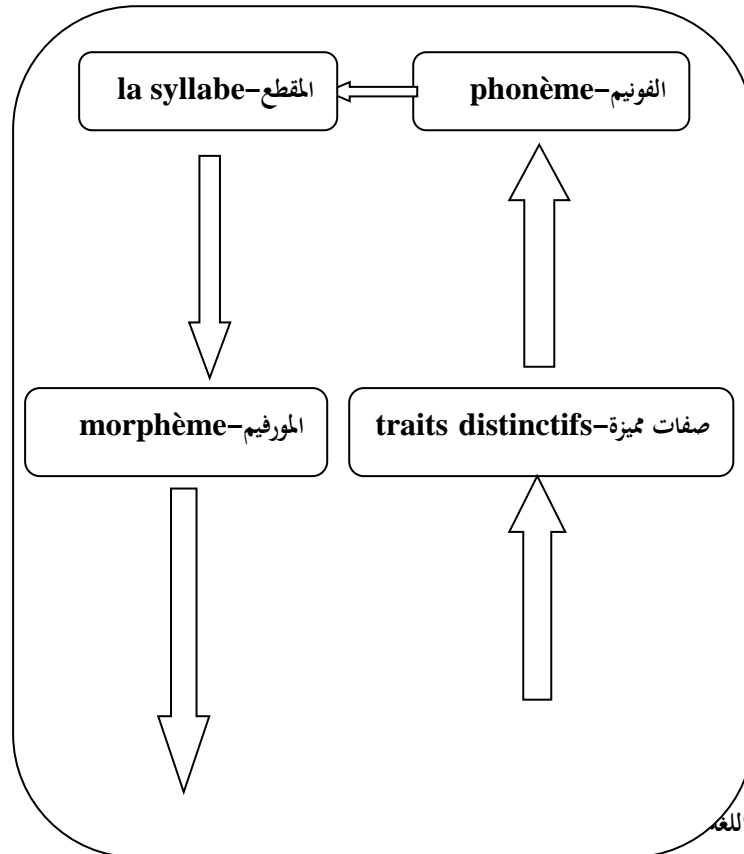 الفونيم-phonème
المقطع-la syllabe
صفات مميزة-traits distinctifs
المورفيم-morphème